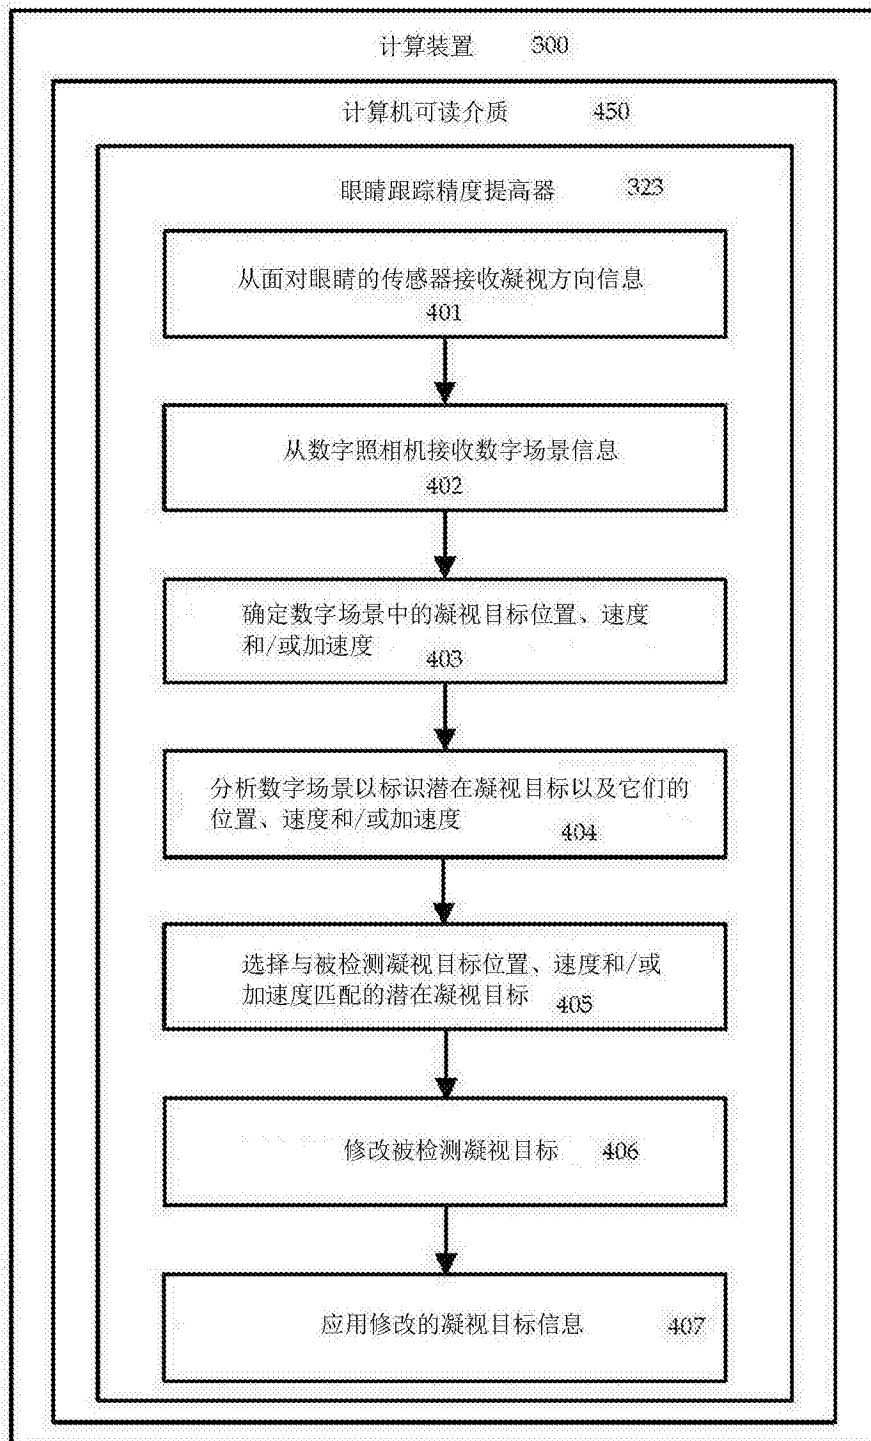 计算装置 300
计算机可读介质 450
眼睛跟踪精度提高器 323
从面对眼睛的传感器接收凝视方向信息
401
从数字照相机接收数字场景信息
402
确定数字场景中的凝视目标位置、速度
和/或加速度 403
分析数字场景以标识潜在凝视目标以及它们的
位置、速度和/或加速度 404
选择与被检测凝视目标位置、速度和/或
加速度匹配的潜在凝视目标 405
修改被检测凝视目标 406
应用修改的凝视目标信息 407